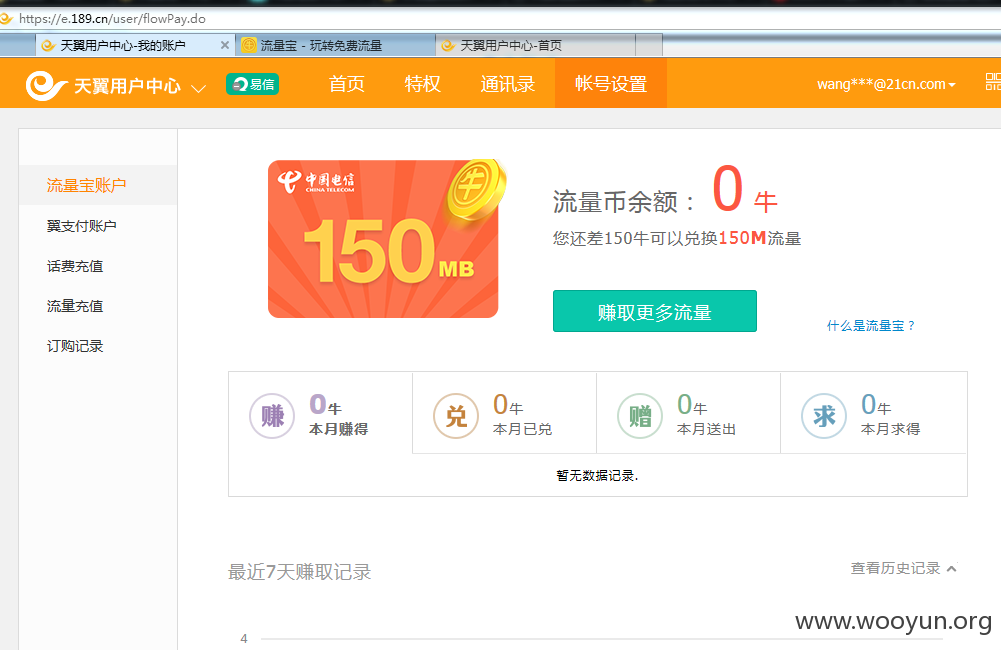 https://e.189.cn/user/flowPay.do
天翼用户中心-我的账户 ×
流量宝 - 玩转免费流量
天翼用户中心-首页
天翼用户中心
易信
首页
特权
通讯录
帐号设置
wang***@21cn.com
流量宝账户
翼支付账户
话费充值
流量充值
订购记录
中国电信
CHINA TELECOM
牛
150MB
流量币余额： 0 牛
您还差150牛可以兑换150M流量
赚取更多流量
什么是流量宝？
赚 0牛 本月赚得
兑 0牛 本月已兑
赠 0牛 本月送出
求 0牛 本月求得
暂无数据记录.
最近7天赚取记录
查看历史记录
4
www.wooyun.org